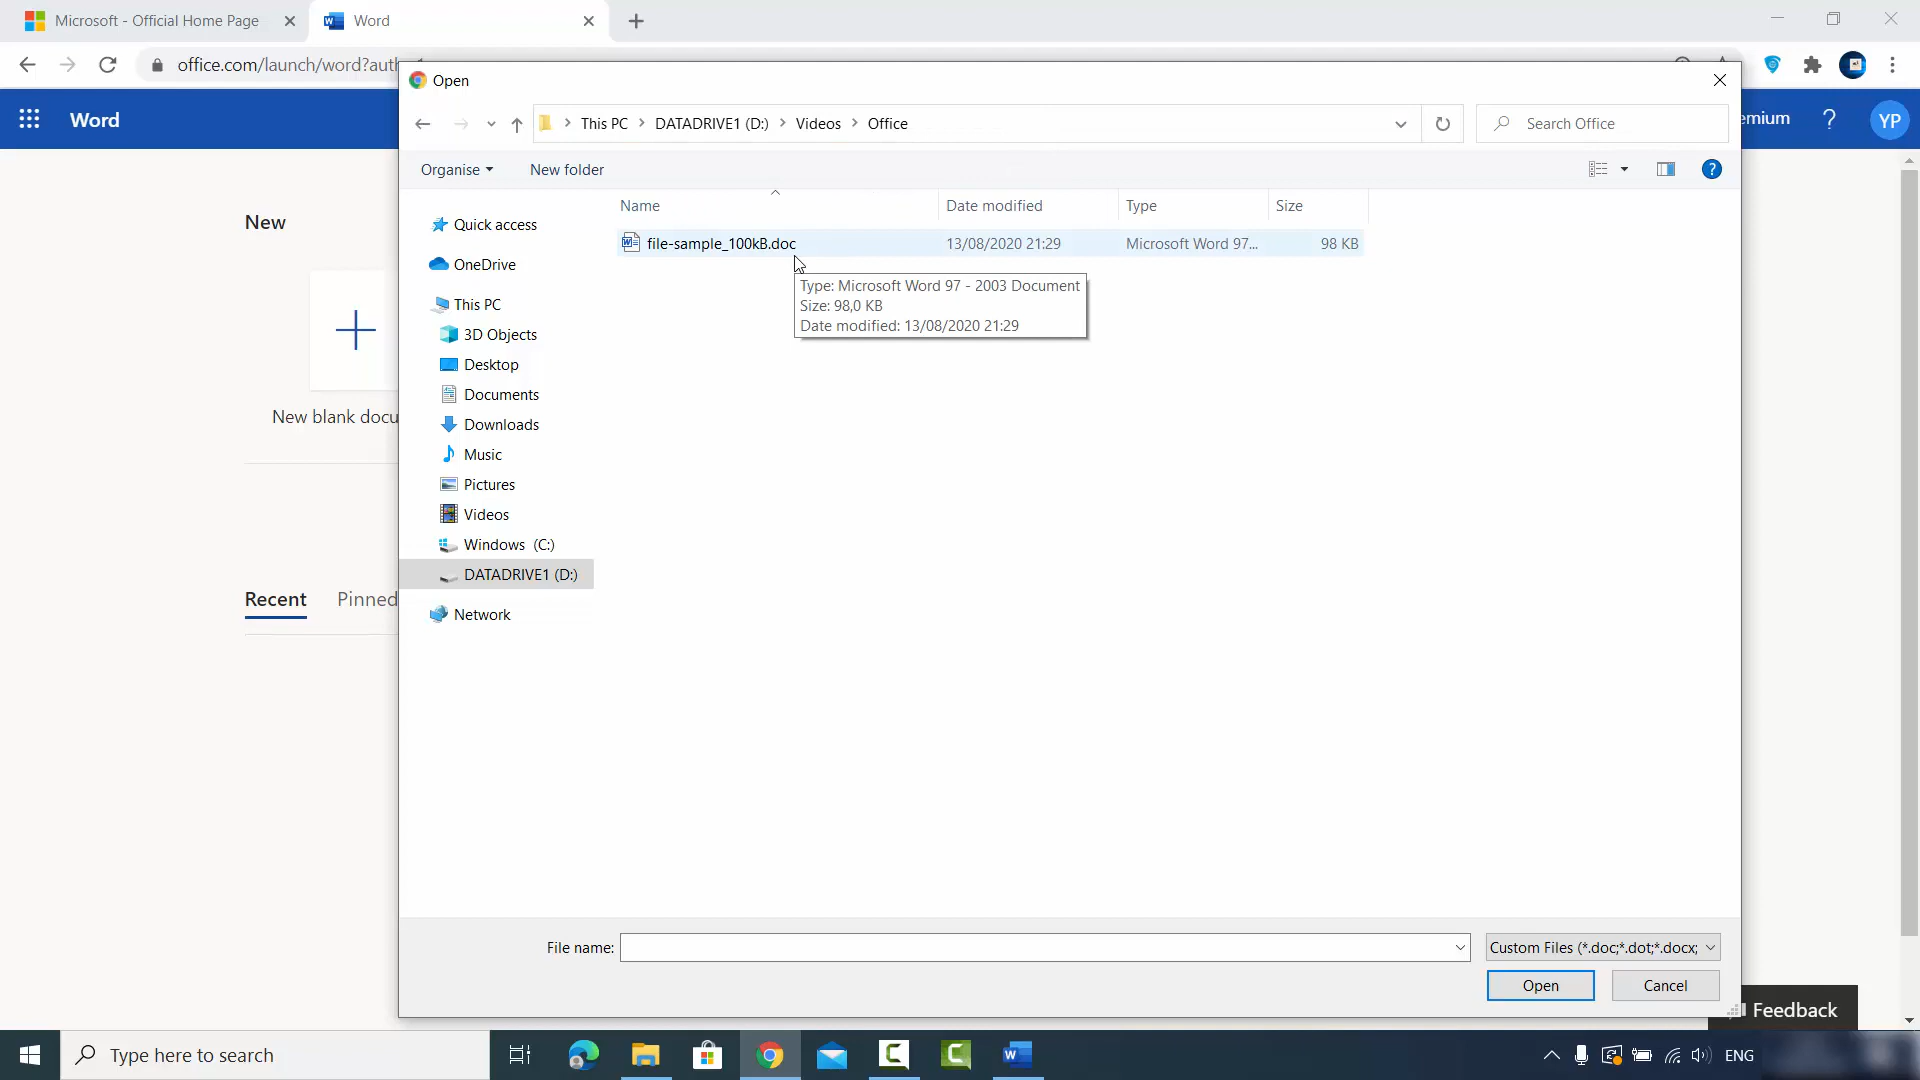 Microsoft - Official Home Page
Word
office.com/launch/word?auth
Word
emium
?
YP
Open
This PC > DATADRIVE1 (D:) > Videos > Office
Search Office
Organise
New folder
?
Name
Date modified
Type
Size
file-sample_100kB.doc
13/08/2020 21:29
Microsoft Word 97...
98 KB
Type: Microsoft Word 97 - 2003 Document
Size: 98,0 KB
Date modified: 13/08/2020 21:29
Quick access
OneDrive
This PC
3D Objects
Desktop
Documents
Downloads
Music
Pictures
Videos
Windows (C:)
DATADRIVE1 (D:)
Network
New
New blank docu
Recent
Pinned
File name:
Custom Files (*.doc;*.dot;*.docx;
Open
Cancel
Feedback
Type here to search
ENG